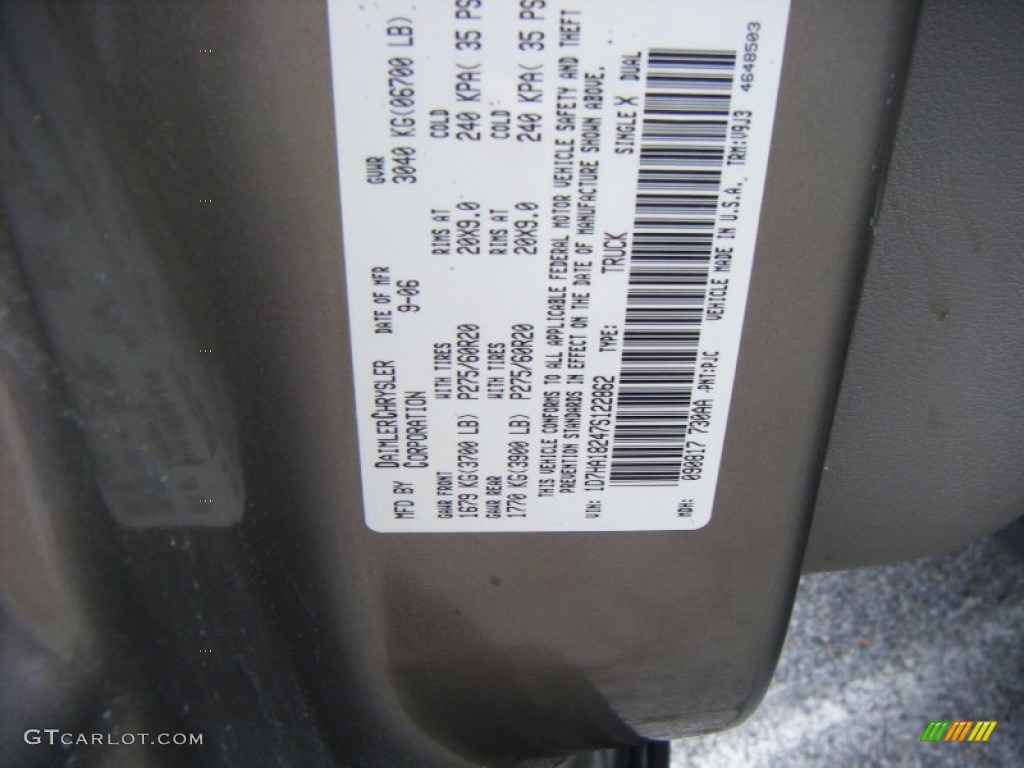 MFD BY DAIMLERCHRYSLER CORPORATION DATE OF MFR 9-06 GVWR 3040 KG(06700 LB)
GAWR FRONT WITH TIRES RIMS AT COLD
1679 KG(3700 LB) P275/60R20 20X9.0 240 KPA( 35 PS
GAWR REAR WITH TIRES RIMS AT COLD
1770 KG(3900 LB) P275/60R20 20X9.0 240 KPA( 35 PS
THIS VEHICLE CONFORMS TO ALL APPLICABLE FEDERAL MOTOR VEHICLE SAFETY AND THEFT
PREVENTION STANDARDS IN EFFECT ON THE DATE OF MANUFACTURE SHOWN ABOVE.
VIN: 1D7HA18247S122862 TYPE: TRUCK SINGLE X DUAL
MDH: 090817 730AA PNT:PJC VEHICLE MADE IN U.S.A. TRM:V9J3 4648503
GTCARLOT.COM